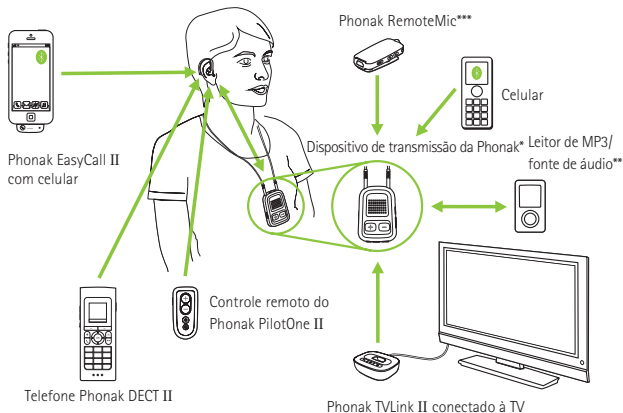 Phonak RemoteMic***
Celular
Dispositivo de transmissão da Phonak*
Leitor de MP3/
fonte de áudio**
Phonak EasyCall II
com celular
Controle remoto do
Phonak PilotOne II
Telefone Phonak DECT II
Phonak TVLink II conectado à TV